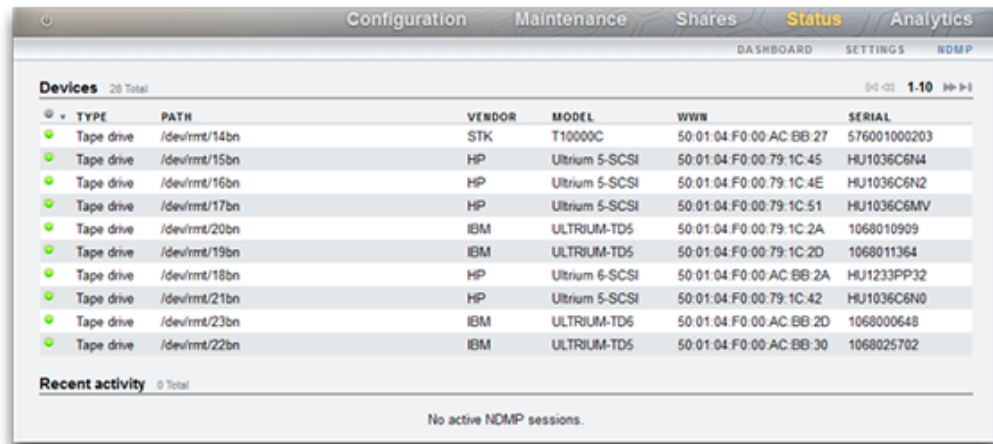 Configuration Maintenance Shares Status Analytics
DASHBOARD SETTINGS NDMP
Devices 28 Total 1-10
TYPE PATH VENDOR MODEL WWN SERIAL
Tape drive /dev/rmt/14bn STK T10000C 50:01:04:F0:00:AC:BB:27 576001000203
Tape drive /dev/rmt/15bn HP Ultrium 5-SCSI 50:01:04:F0:00:79:1C:45 HU1036C6N4
Tape drive /dev/rmt/16bn HP Ultrium 5-SCSI 50:01:04:F0:00:79:1C:4E HU1036C6N2
Tape drive /dev/rmt/17bn HP Ultrium 5-SCSI 50:01:04:F0:00:79:1C:51 HU1036C6MV
Tape drive /dev/rmt/20bn IBM ULTRIUM-TD5 50:01:04:F0:00:79:1C:2A 1068010909
Tape drive /dev/rmt/19bn IBM ULTRIUM-TD5 50:01:04:F0:00:79:1C:2D 1068011364
Tape drive /dev/rmt/18bn HP Ultrium 6-SCSI 50:01:04:F0:00:AC:BB:2A HU1233PP32
Tape drive /dev/rmt/21bn HP Ultrium 5-SCSI 50:01:04:F0:00:79:1C:42 HU1036C6N0
Tape drive /dev/rmt/23bn IBM ULTRIUM-TD6 50:01:04:F0:00:AC:BB:2D 1068000648
Tape drive /dev/rmt/22bn IBM ULTRIUM-TD5 50:01:04:F0:00:AC:BB:30 1068025702
Recent activity 0 Total
No active NDMP sessions.